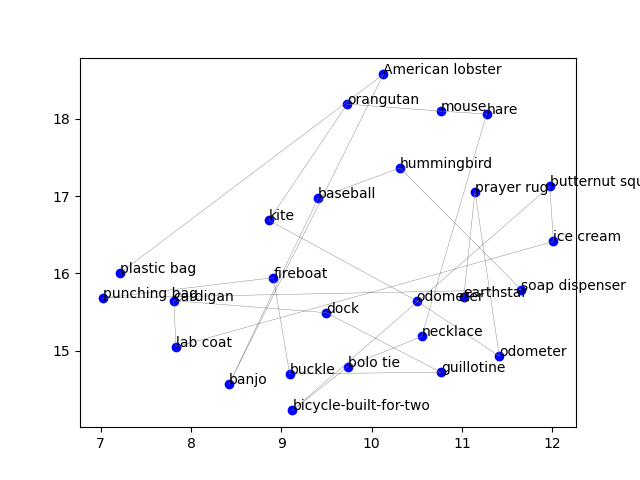 American lobster
orangutan
mouse
hare
hummingbird
prayer rug
butternut squ
baseball
kite
ice cream
plastic bag
fireboat
punching bag
cardigan
soap dispenser
earthstar
odometer
dock
necklace
lab coat
odometer
bolo tie
guillotine
buckle
banjo
bicycle-built-for-two
18
17
16
15
7 8 9 10 11 12